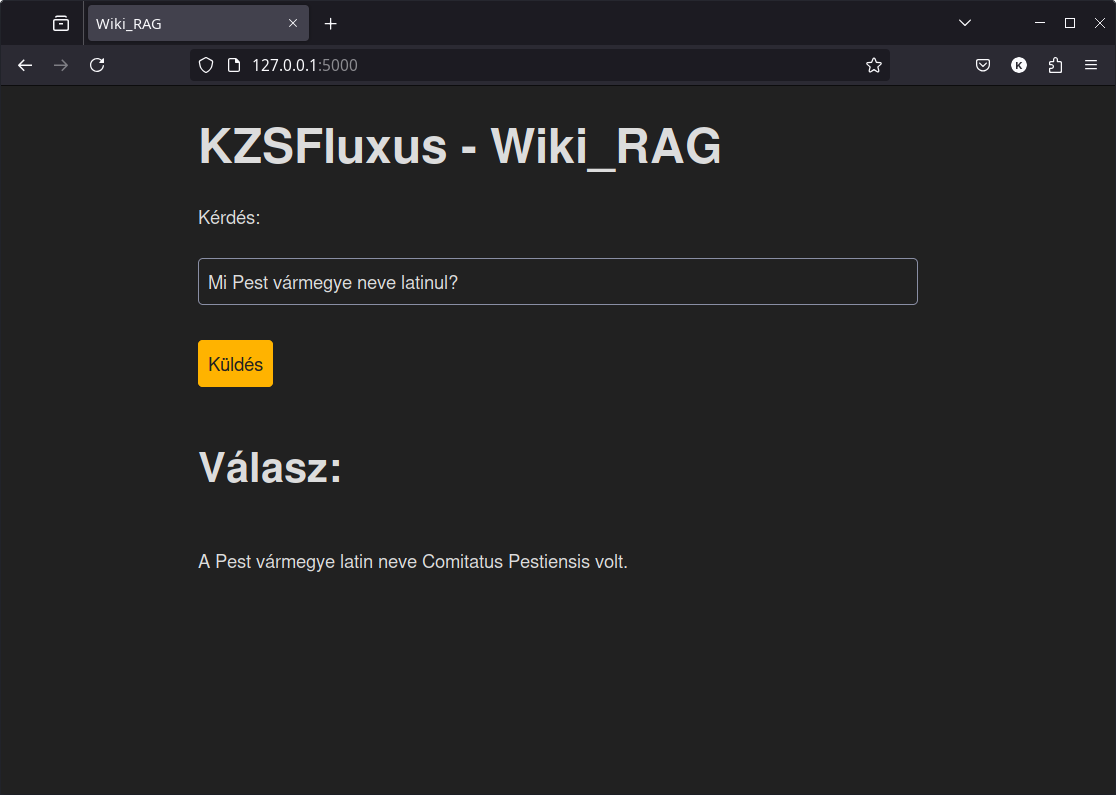 Wiki_RAG
127.0.0.1:5000
K
KZSFluxus - Wiki_RAG
Kérdés:
Mi Pest vármegye neve latinul?
Küldés
Válasz:
A Pest vármegye latin neve Comitatus Pestiensis volt.